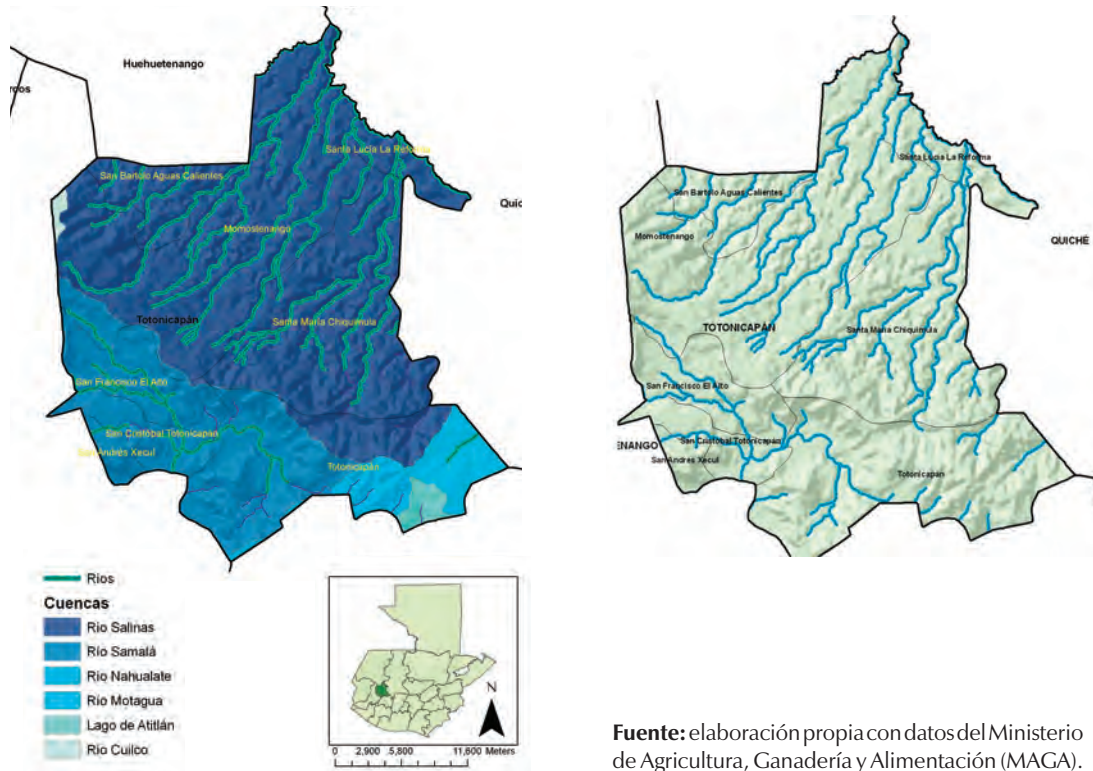 Huehuetenango
rcos
Santa Lucía La Reforma
San Bartolo Aguas Calientes
Quic
Momostenango
Totonicapán
Santa María Chiquimula
San Francisco El Alto
San Cristóbal Totonicapán
San Andrés Xecul
Totonicapán
Ríos
Cuencas
Río Salinas
Río Samalá
Río Nahualate
Río Motagua
Lago de Atitlán
Río Cuilco
N
0 2,900 5,800 11,600 Meters
Santa Lucía La Reforma
San Bartolo Aguas Calientes
Momostenango
QUICHÉ
TOTONICAPÁN
Santa María Chiquimula
San Francisco El Alto
ENANGO
San Cristóbal Totonicapán
San Andrés Xecul
Totonicapán
Fuente: elaboración propia con datos del Ministerio
de Agricultura, Ganadería y Alimentación (MAGA).